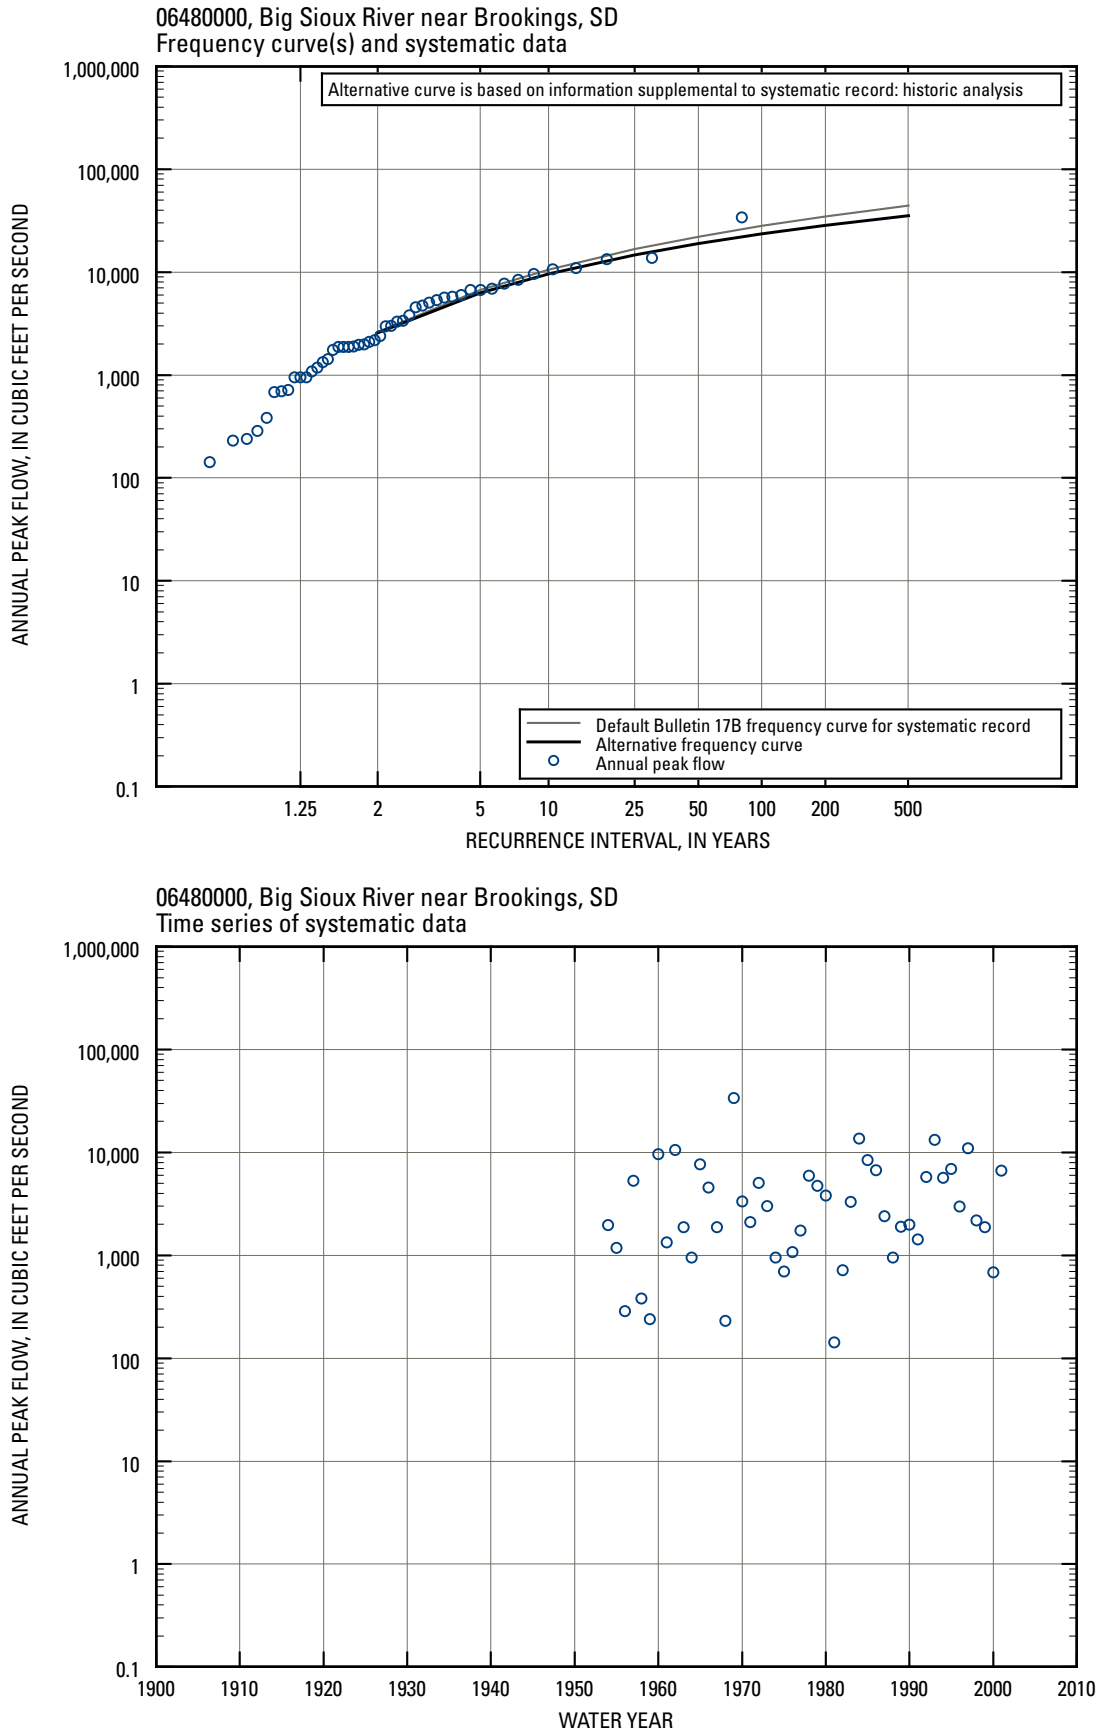 06480000, Big Sioux River near Brookings, SD
Frequency curve(s) and systematic data
Alternative curve is based on information supplemental to systematic record: historic analysis
ANNUAL PEAK FLOW, IN CUBIC FEET PER SECOND
1,000,000
100,000
10,000
1,000
100
10
1
0.1
Default Bulletin 17B frequency curve for systematic record
Alternative frequency curve
Annual peak flow
1.25 2 5 10 25 50 100 200 500
RECURRENCE INTERVAL, IN YEARS
06480000, Big Sioux River near Brookings, SD
Time series of systematic data
ANNUAL PEAK FLOW, IN CUBIC FEET PER SECOND
1,000,000
100,000
10,000
1,000
100
10
1
0.1
1900 1910 1920 1930 1940 1950 1960 1970 1980 1990 2000 2010
WATER YEAR